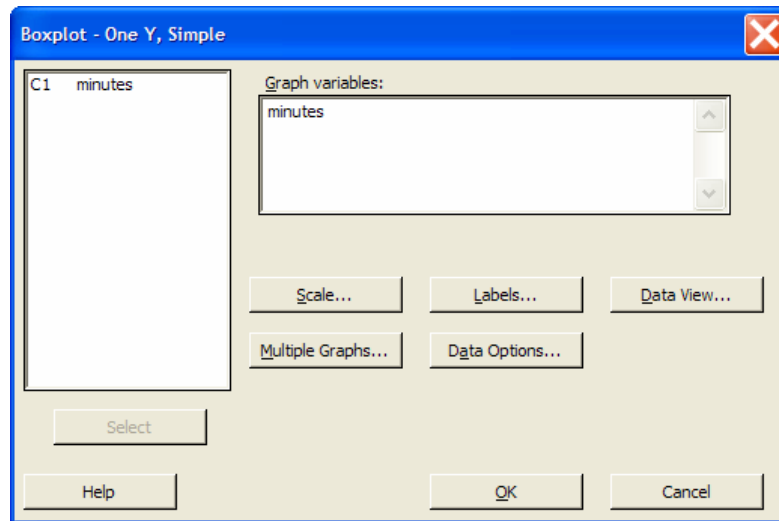 Boxplot - One Y, Simple
C1 minutes
Graph variables:
minutes
Scale...
Labels...
Data View...
Multiple Graphs...
Data Options...
Select
Help
OK
Cancel